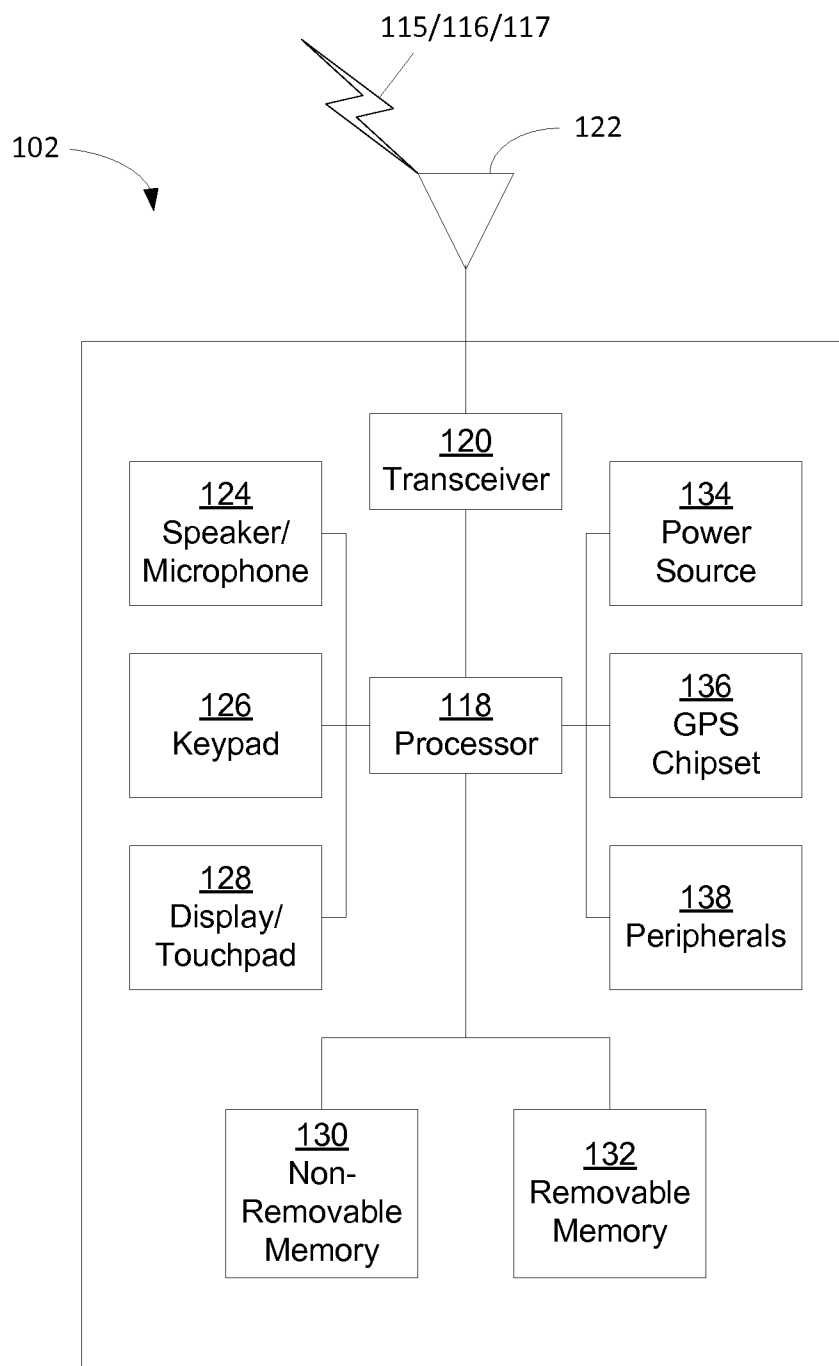 115/116/117
122
102
120
Transceiver
124
Speaker/
Microphone
134
Power
Source
126
Keypad
118
Processor
136
GPS
Chipset
128
Display/
Touchpad
138
Peripherals
130
Non-
Removable
Memory
132
Removable
Memory